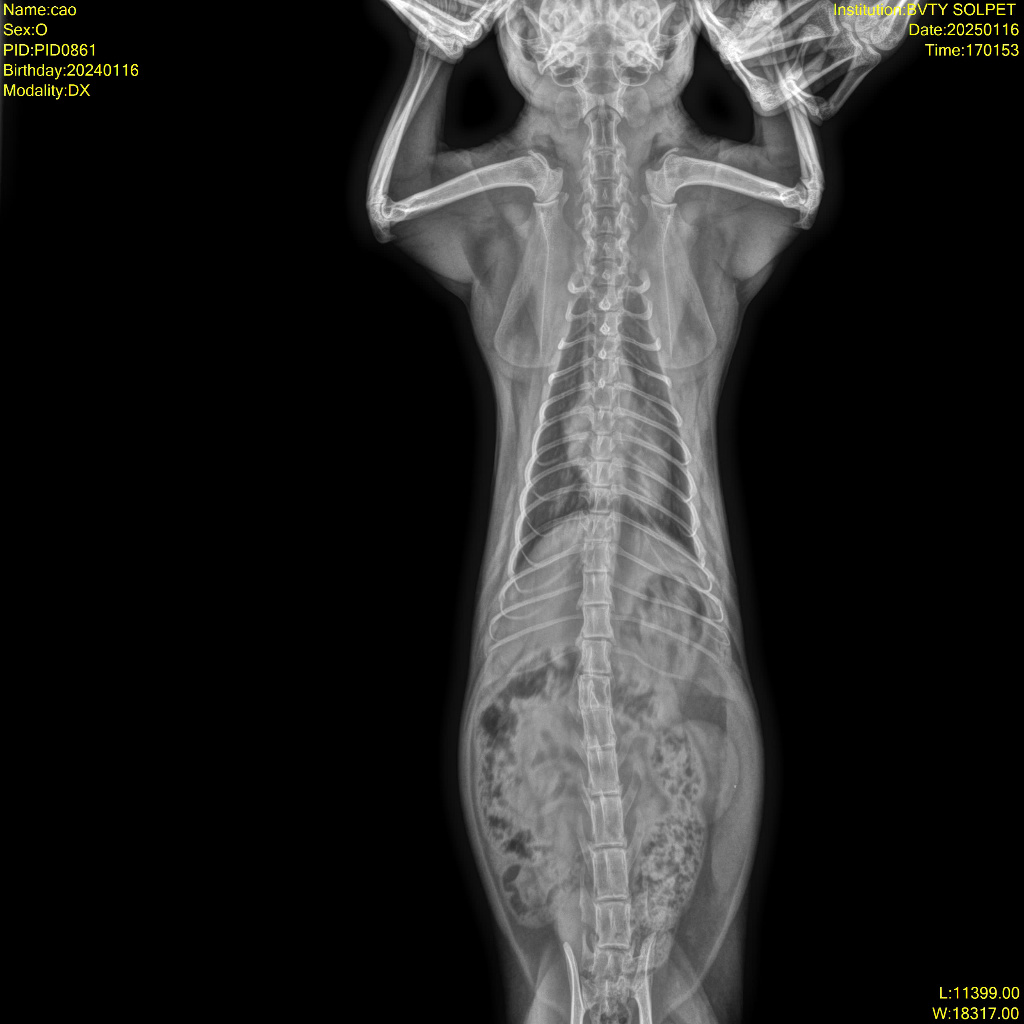 Name:cao
Sex:O
PID:PID0861
Birthday:20240116
Modality:DX
Institution:BVTY SOLPET
Date:20250116
Time:170153
L:11399.00
W:18317.00